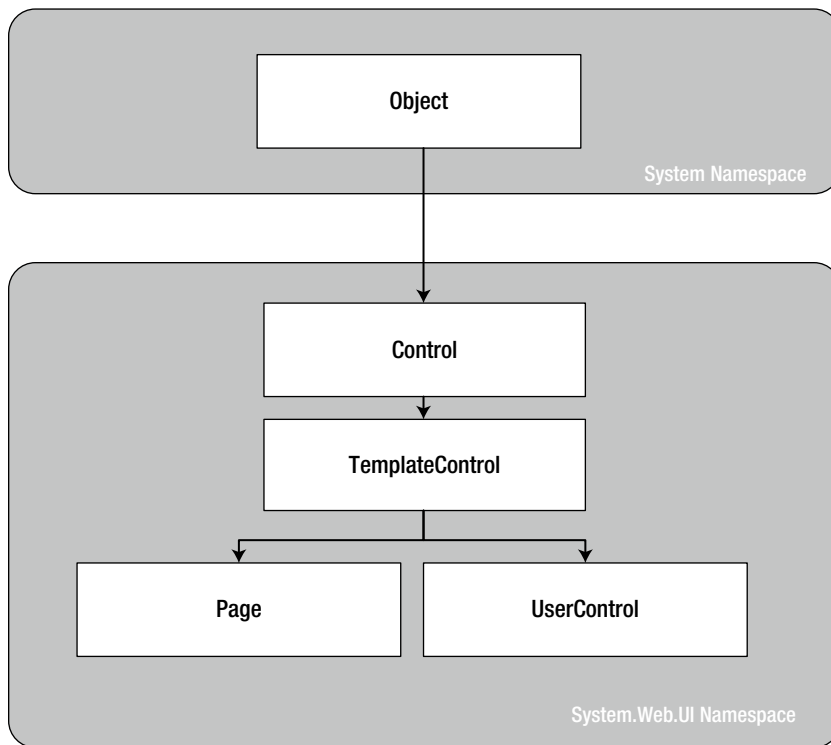 Object
System Namespace
Control
TemplateControl
Page
UserControl
System.Web.UI Namespace